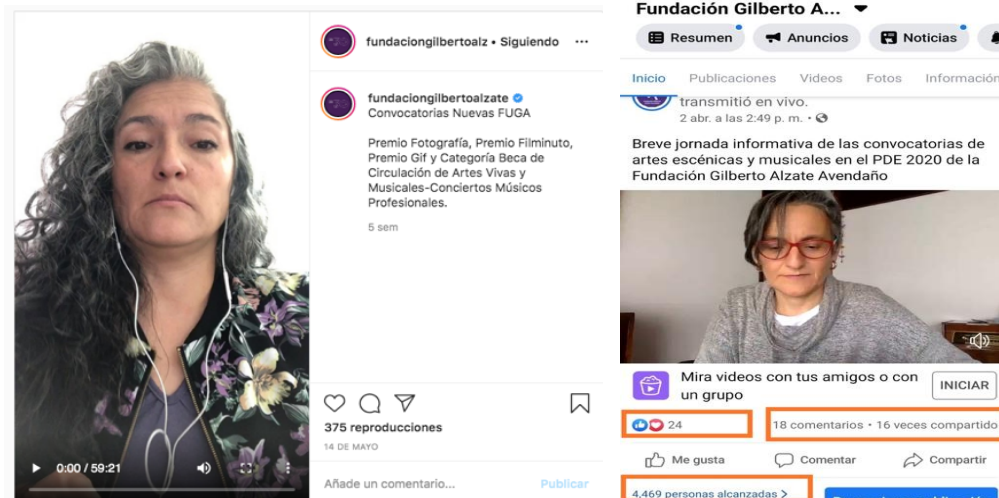 fundaciongilbertoalz • Siguiendo ...
fundaciongilbertoalzate
Convocatorias Nuevas FUGA
Premio Fotografía, Premio Filminuto,
Premio Gif y Categoría Beca de
Circulación de Artes Vivas y
Musicales-Conciertos Músicos
Profesionales.
5 sem
375 reproducciones
14 DE MAYO
Añade un comentario... Publicar
0:00 / 59:21
Fundación Gilberto A...
Resumen Anuncios Noticias
Inicio Publicaciones Videos Fotos Información
transmitió en vivo.
2 abr. a las 2:49 p. m. •
Breve jornada informativa de las convocatorias de
artes escénicas y musicales en el PDE 2020 de la
Fundación Gilberto Alzate Avendaño
Mira videos con tus amigos o con
un grupo
INICIAR
24
18 comentarios • 16 veces compartido
Me gusta Comentar Compartir
4,469 personas alcanzadas >